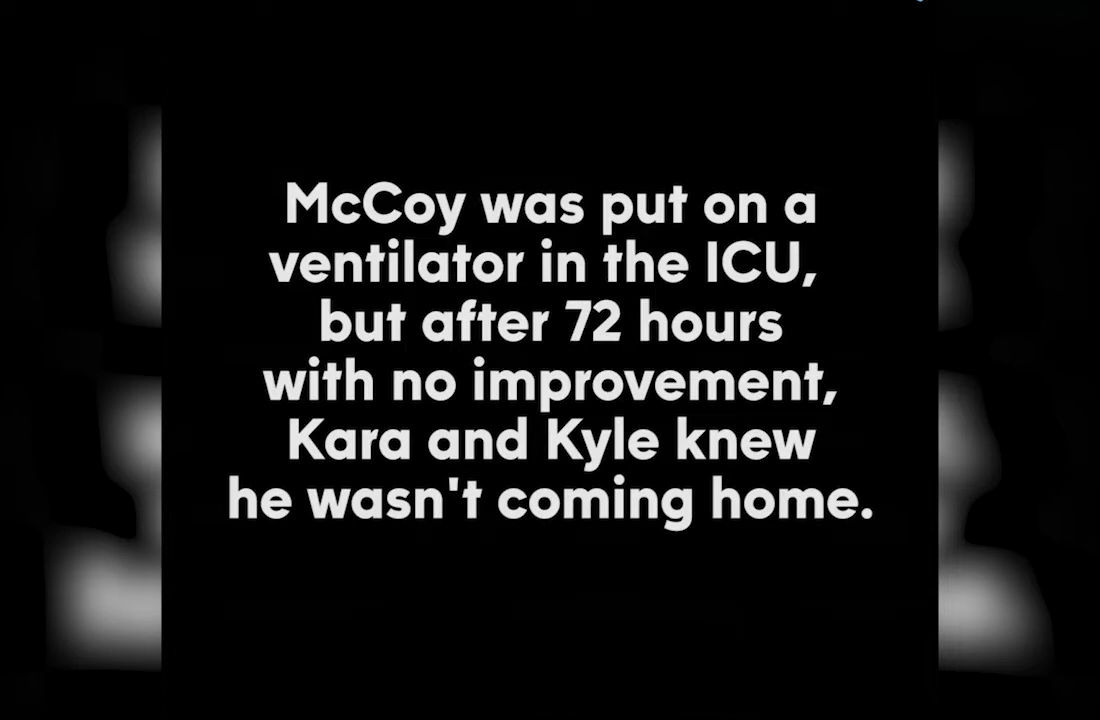 McCoy was put on a
ventilator in the ICU,
but after 72 hours
with no improvement,
Kara and Kyle knew
he wasn't coming home.